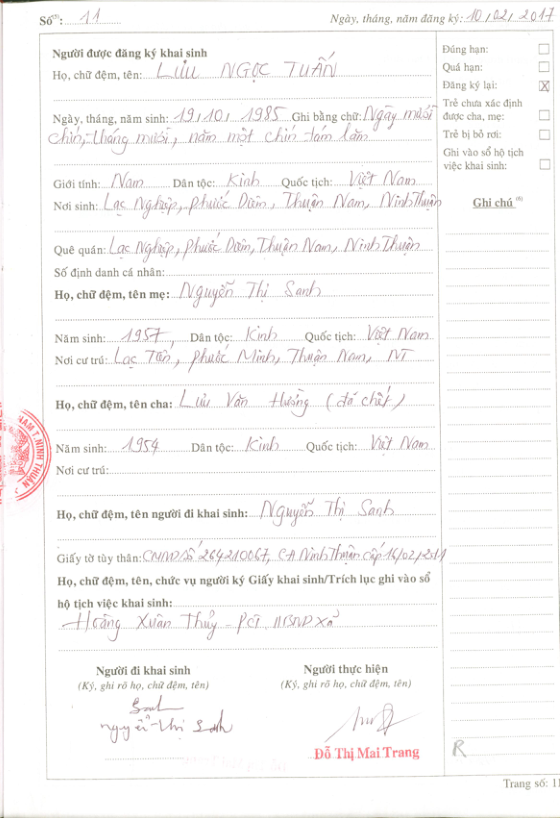 Số⁽⁵⁾: 11
Ngày, tháng, năm đăng ký: 10/02/2017
Người được đăng ký khai sinh
Họ, chữ đệm, tên: LƯU NGỌC TUẤN
Ngày, tháng, năm sinh: 19/10/1985 Ghi bằng chữ: Ngày mười
chín, tháng mười, năm một chín tám lăm
Giới tính: Nam Dân tộc: Kinh Quốc tịch: Việt Nam
Nơi sinh: Lạc Nghiệp, Phước Diêm, Thuận Nam, Ninh Thuận
Quê quán: Lạc Nghiệp, Phước Diêm, Thuận Nam, Ninh Thuận
Số định danh cá nhân:
Họ, chữ đệm, tên mẹ: Nguyễn Thị Sanh
Năm sinh: 1957, Dân tộc: Kinh Quốc tịch: Việt Nam
Nơi cư trú: Lạc Tân, Phước Minh, Thuận Nam, NT
Họ, chữ đệm, tên cha: Lưu Văn Hường (đã chết)
Năm sinh: 1954 Dân tộc: Kinh Quốc tịch: Việt Nam
Nơi cư trú:
Họ, chữ đệm, tên người đi khai sinh: Nguyễn Thị Sanh
Giấy tờ tùy thân: CMND số 264210067, CA Ninh Thuận cấp 16/02/2011
Họ, chữ đệm, tên, chức vụ người ký Giấy khai sinh/Trích lục ghi vào sổ
hộ tịch việc khai sinh:
Hoàng Xuân Thủy - PCT UBND xã
Người đi khai sinh
(Ký, ghi rõ họ, chữ đệm, tên)
Sanh
Nguyễn Thị Sanh
Người thực hiện
(Ký, ghi rõ họ, chữ đệm, tên)
Đỗ Thị Mai Trang
Đúng hạn:
Quá hạn:
Đăng ký lại: X
Trẻ chưa xác định
được cha, mẹ:
Trẻ bị bỏ rơi:
Ghi vào sổ hộ tịch
việc khai sinh:
Ghi chú ⁽⁶⁾
R
Trang số: 11
NAM T.NINH THUẬN